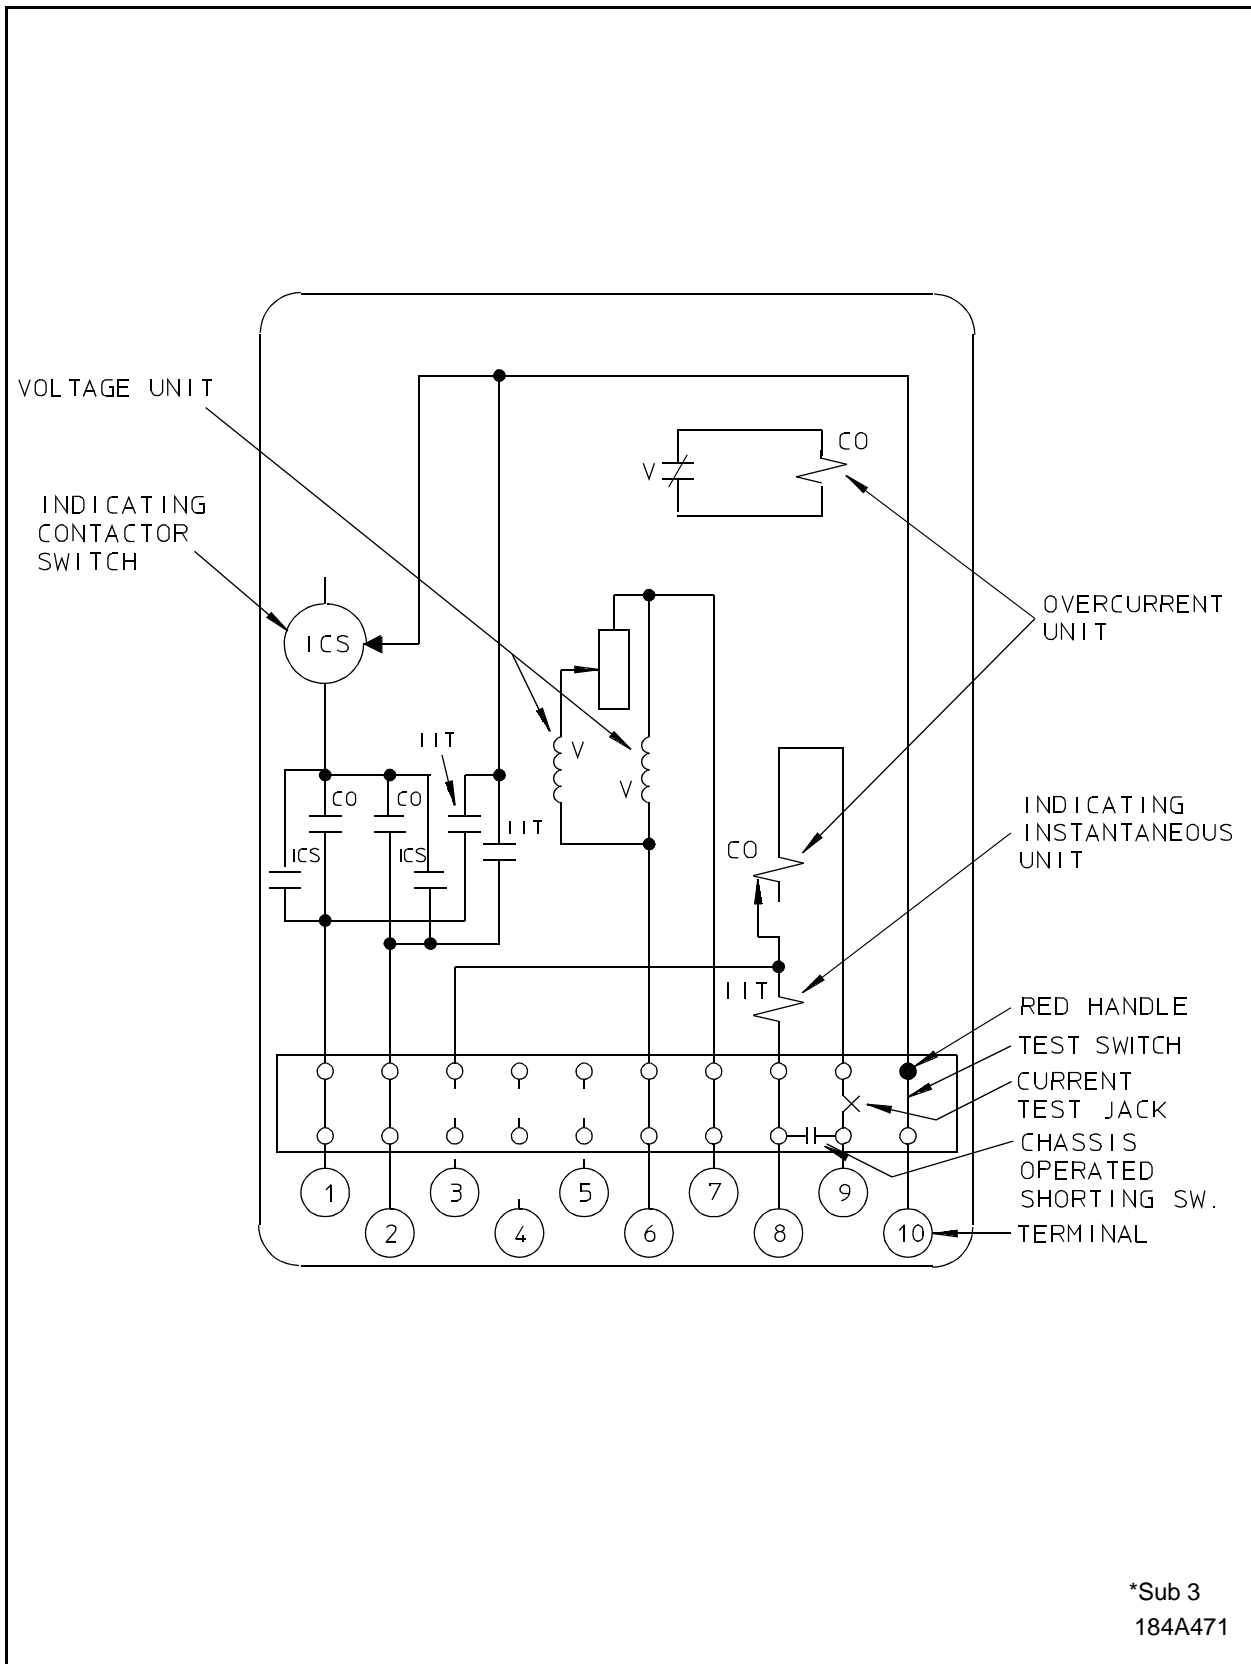 VOLTAGE UNIT
CO
V
INDICATING
CONTACTOR
SWITCH
OVERCURRENT
UNIT
ICS
IIT
V
V
CO
CO
IIT
ICS
ICS
CO
INDICATING
INSTANTANEOUS
UNIT
IIT
RED HANDLE
TEST SWITCH
CURRENT
TEST JACK
CHASSIS
OPERATED
SHORTING SW.
TERMINAL
1
2
3
4
5
6
7
8
9
10
*Sub 3
184A471